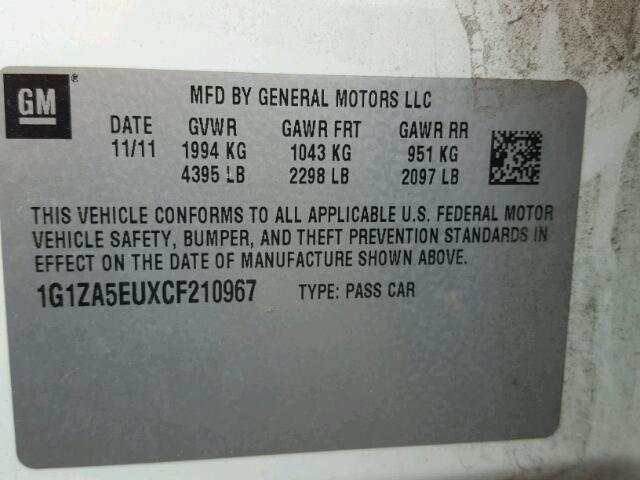 GM ®
MFD BY GENERAL MOTORS LLC
DATE GVWR GAWR FRT GAWR RR
11/11 1994 KG 1043 KG 951 KG
4395 LB 2298 LB 2097 LB
THIS VEHICLE CONFORMS TO ALL APPLICABLE U.S. FEDERAL MOTOR
VEHICLE SAFETY, BUMPER, AND THEFT PREVENTION STANDARDS IN
EFFECT ON THE DATE OF MANUFACTURE SHOWN ABOVE.
1G1ZA5EUXCF210967 TYPE: PASS CAR